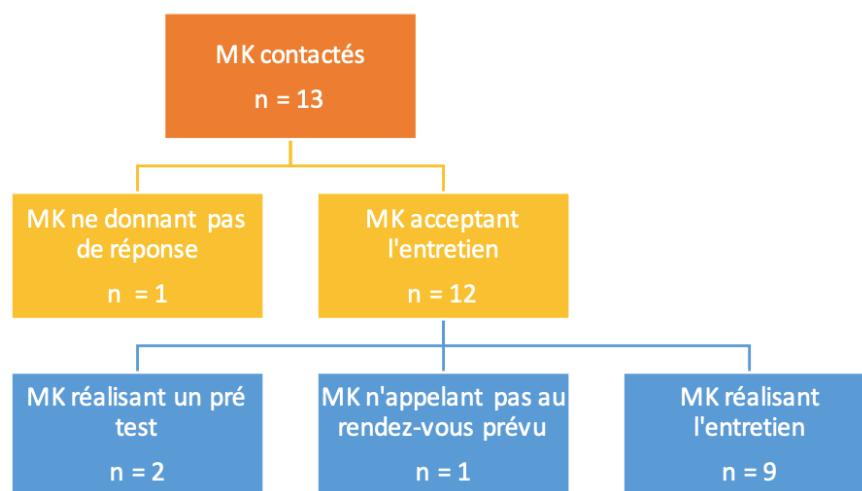 MK contactés
n = 13
MK ne donnant pas
de réponse
n = 1
MK acceptant
l'entretien
n = 12
MK réalisant un pré
test
n = 2
MK n'appelant pas au
rendez-vous prévu
n = 1
MK réalisant
l'entretien
n = 9